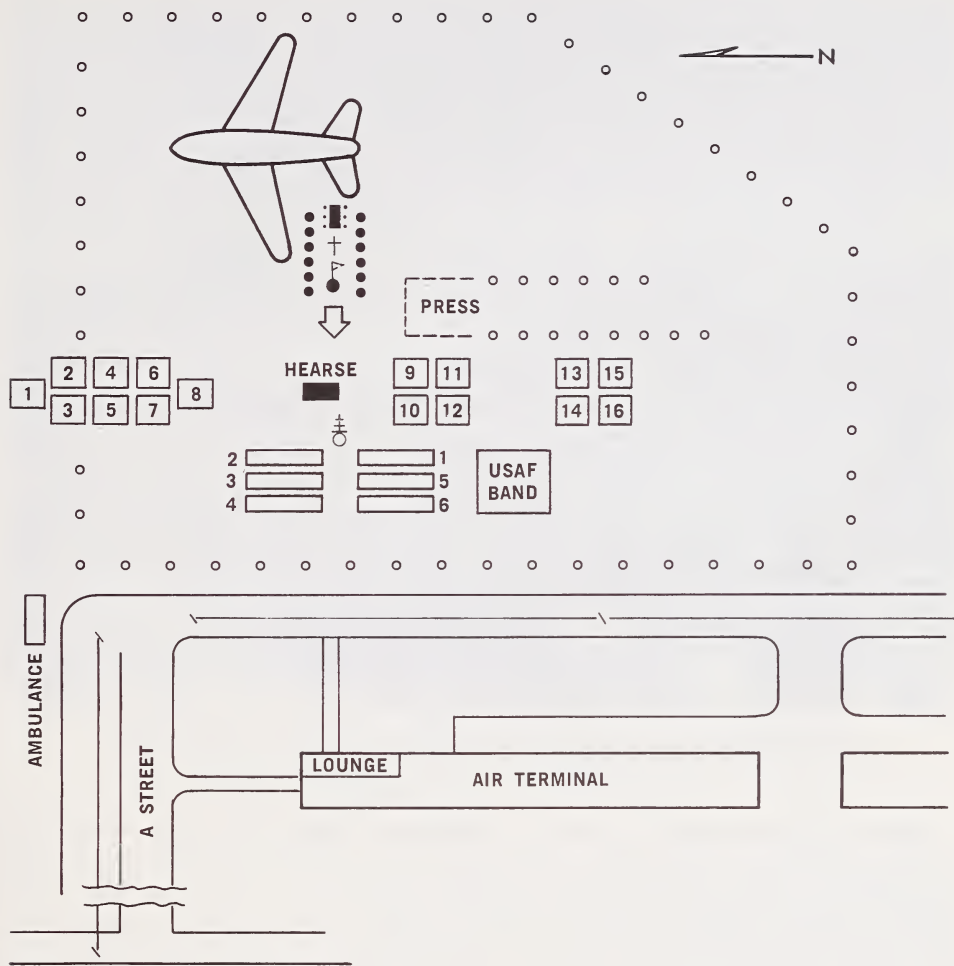 N
PRESS
HEARSE
1 2 4 6 8
3 5 7
9 11 13 15
10 12 14 16
2 1
3 5
4 6
USAF
BAND
AMBULANCE
A STREET
LOUNGE
AIR TERMINAL